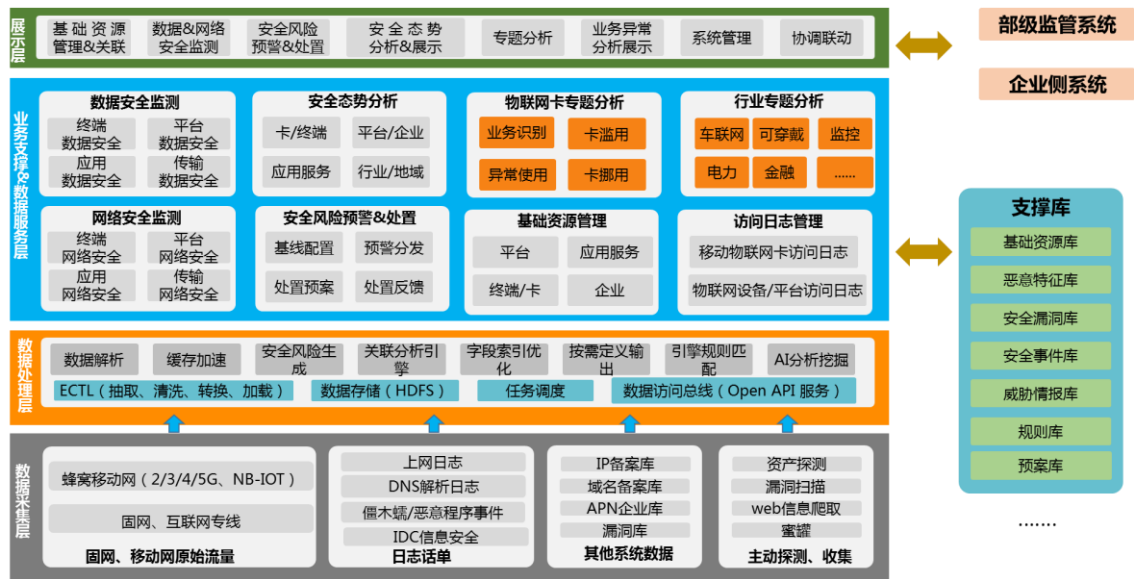 展示层
基础资源
管理&关联
数据&网络
安全监测
安全风险
预警&处置
安全态势
分析&展示
专题分析
业务异常
分析展示
系统管理
协调联动
部级监管系统
企业侧系统
业务支撑&数据服务层
数据安全监测
终端
数据安全
平台
数据安全
应用
数据安全
传输
数据安全
安全态势分析
卡/终端
平台/企业
应用服务
行业/地域
物联网卡专题分析
业务识别
卡滥用
异常使用
卡挪用
行业专题分析
车联网
可穿戴
监控
电力
金融
......
网络安全监测
终端
网络安全
平台
网络安全
应用
网络安全
传输
网络安全
安全风险预警&处置
基线配置
预警分发
处置预案
处置反馈
基础资源管理
平台
应用服务
终端/卡
企业
访问日志管理
移动物联网卡访问日志
物联网设备/平台访问日志
支撑库
基础资源库
恶意特征库
安全漏洞库
安全事件库
威胁情报库
规则库
预案库
.......
数据处理层
数据解析
缓存加速
安全风险生
成
关联分析引
擎
字段索引优
化
按需定义输
出
引擎规则匹
配
AI分析挖掘
ECTL（抽取、清洗、转换、加载）
数据存储（HDFS）
任务调度
数据访问总线（Open API 服务）
数据采集层
蜂窝移动网（2/3/4/5G、NB-IOT）
固网、互联网专线
固网、移动网原始流量
上网日志
DNS解析日志
僵木蠕/恶意程序事件
IDC信息安全
日志话单
IP备案库
域名备案库
APN企业库
漏洞库
其他系统数据
资产探测
漏洞扫描
web信息爬取
蜜罐
主动探测、收集